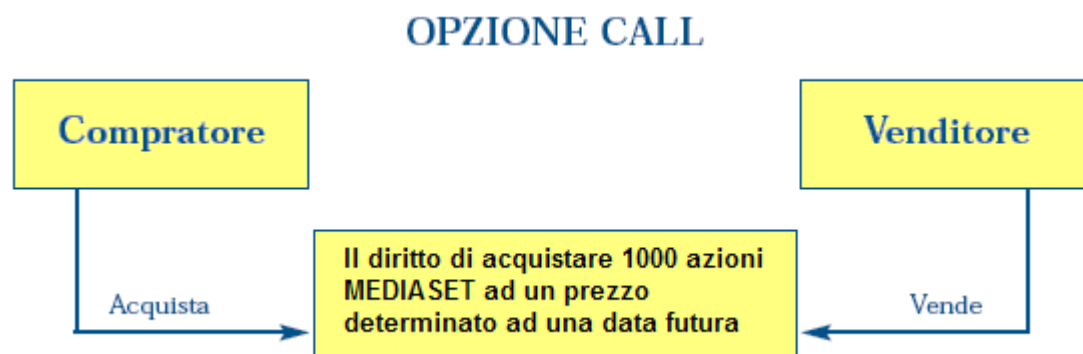 OPZIONE CALL
Compratore
Venditore
Il diritto di acquistare 1000 azioni
MEDIASET ad un prezzo
determinato ad una data futura
Acquista
Vende